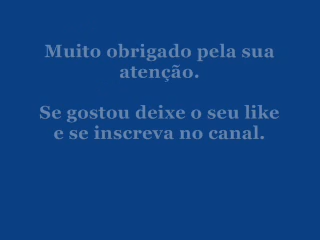 Muito obrigado pela sua
atenção.
Se gostou deixe o seu like
e se inscreva no canal.